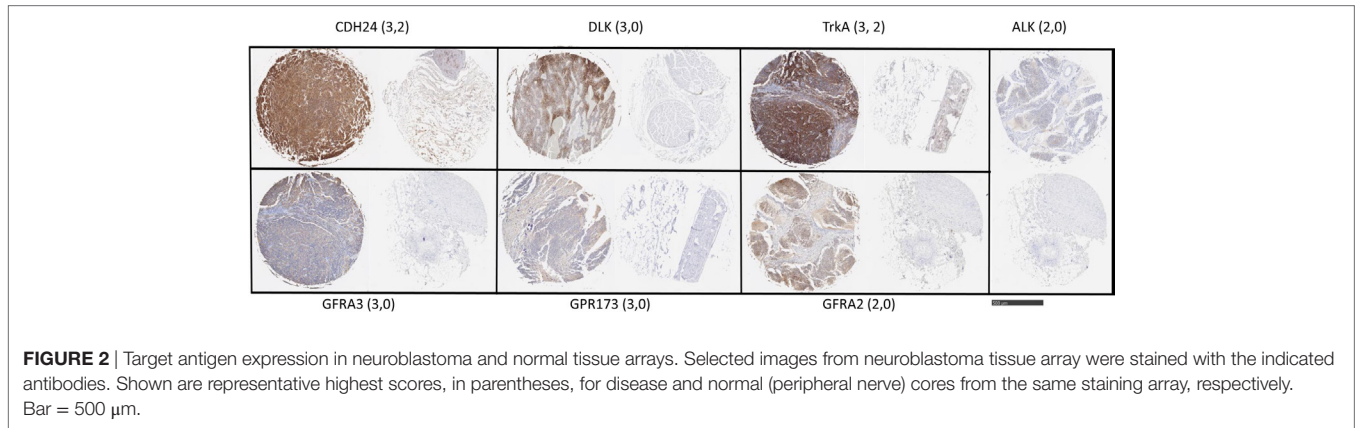 CDH24 (3,2) DLK (3,0) TrkA (3, 2) ALK (2,0)
GFRA3 (3,0) GPR173 (3,0) GFRA2 (2,0)
500 μm
FIGURE 2 | Target antigen expression in neuroblastoma and normal tissue arrays. Selected images from neuroblastoma tissue array were stained with the indicated
antibodies. Shown are representative highest scores, in parentheses, for disease and normal (peripheral nerve) cores from the same staining array, respectively.
Bar = 500 μm.